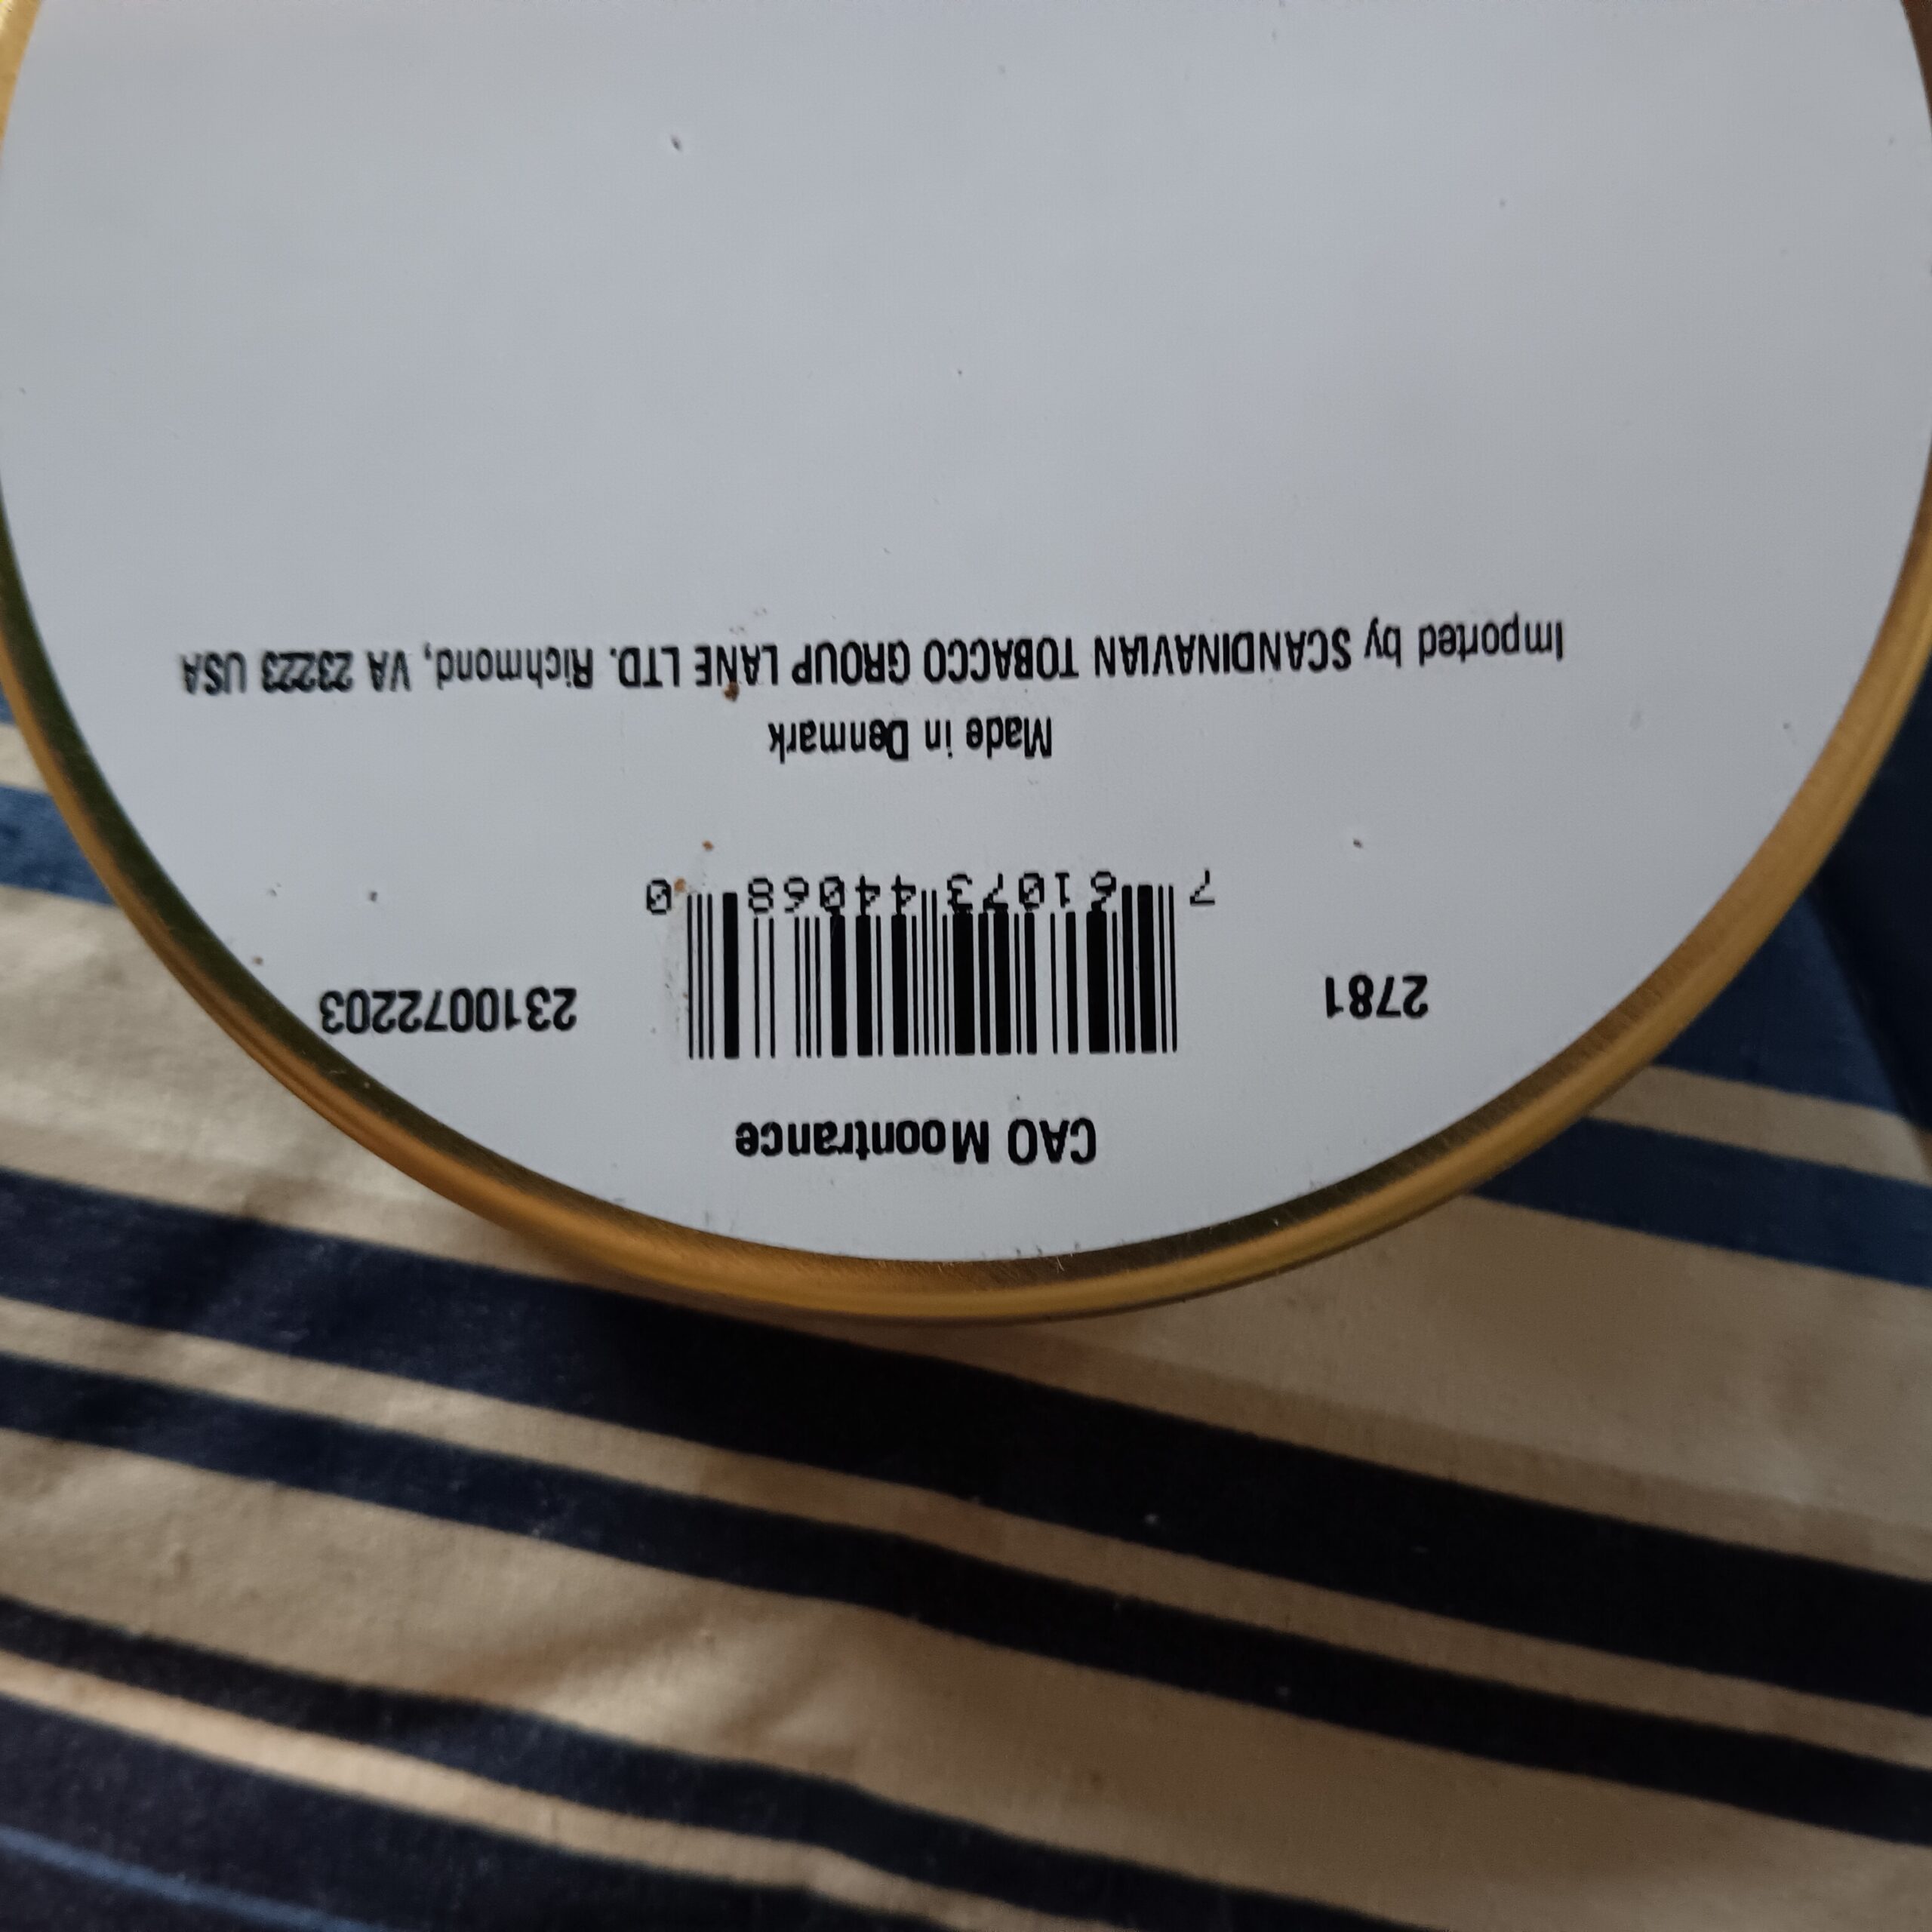 CAO Moontrance
2781
7 61073 44068 0
2310072203
Made in Denmark
Imported by SCANDINAVIAN TOBACCO GROUP LANE LTD. Richmond, VA 23223 USA